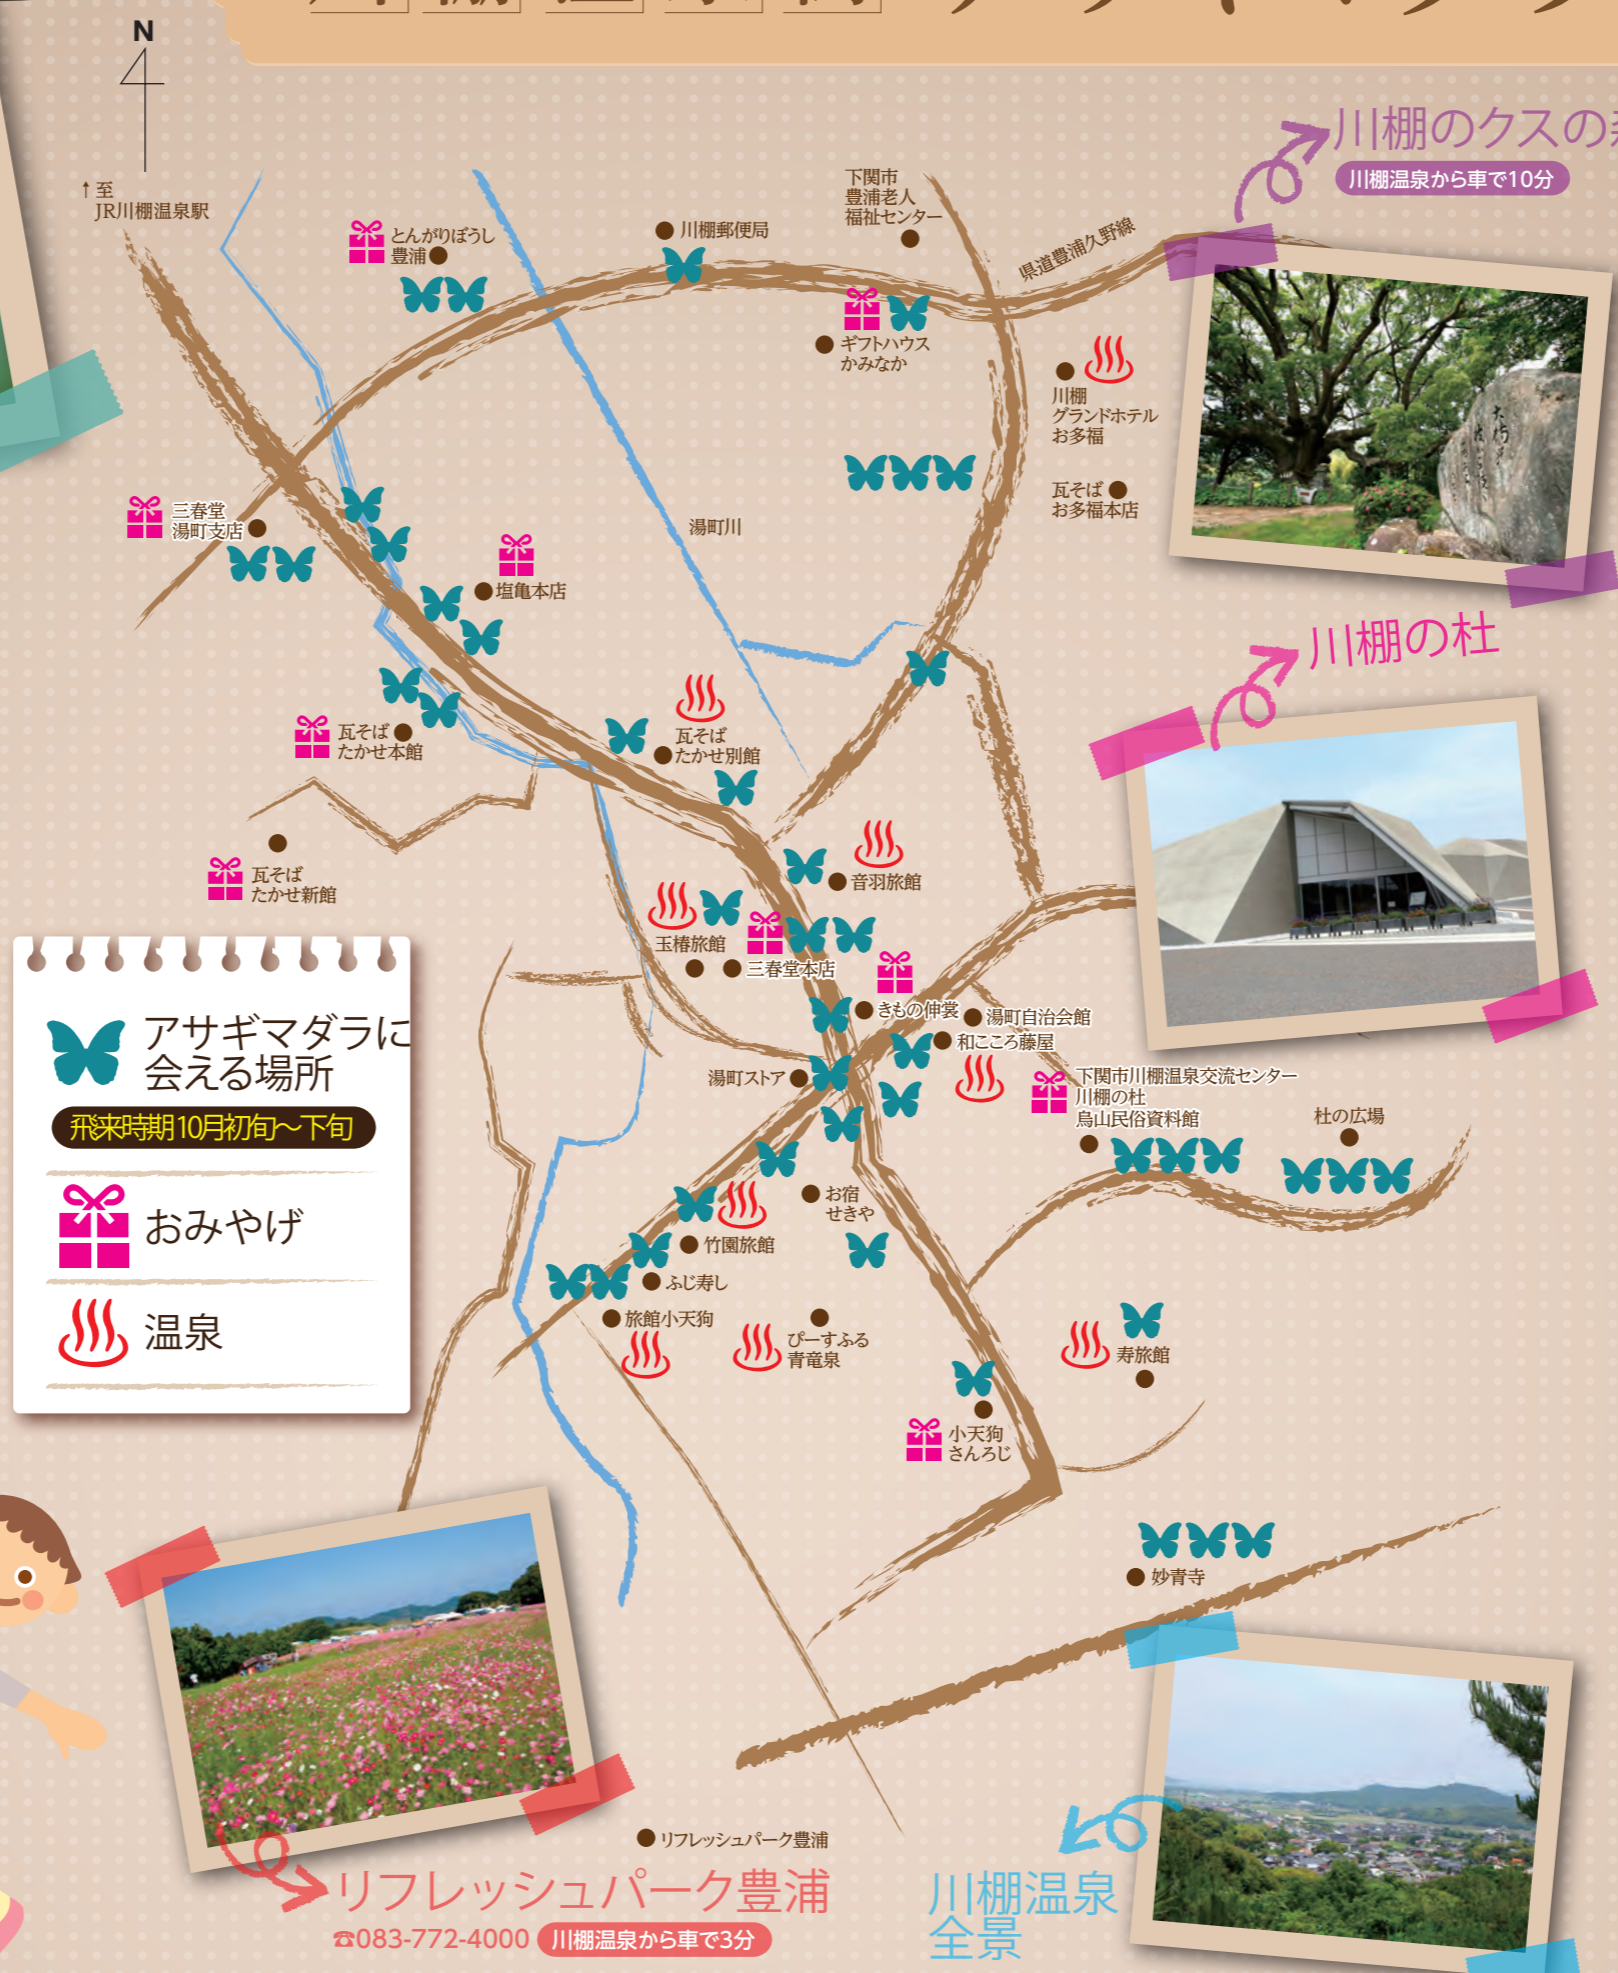 N
↑至
JR川棚温泉駅
川棚のクスの森
川棚温泉から車で10分
下関市
豊浦老人
福祉センター
とんがりぼうし
豊浦
川棚郵便局
県道豊浦久野線
ギフトハウス
かみなか
川棚
グランドホテル
お多福
瓦そば
お多福本店
三春堂
湯町支店
湯町川
塩亀本店
川棚の杜
瓦そば
たかせ本館
瓦そば
たかせ別館
瓦そば
たかせ新館
音羽旅館
玉椿旅館
三春堂本店
きもの伸裳
湯町自治会館
和こころ藤屋
湯町ストア
下関市川棚温泉交流センター
川棚の杜
烏山民俗資料館
杜の広場
アサギマダラに
会える場所
飛来時期10月初旬～下旬
おみやげ
温泉
お宿
せきや
竹園旅館
ふじ寿し
旅館小天狗
ぴーすふる
青竜泉
寿旅館
小天狗
さんろじ
妙青寺
リフレッシュパーク豊浦
リフレッシュパーク豊浦
☎083-772-4000
川棚温泉から車で3分
川棚温泉
全景